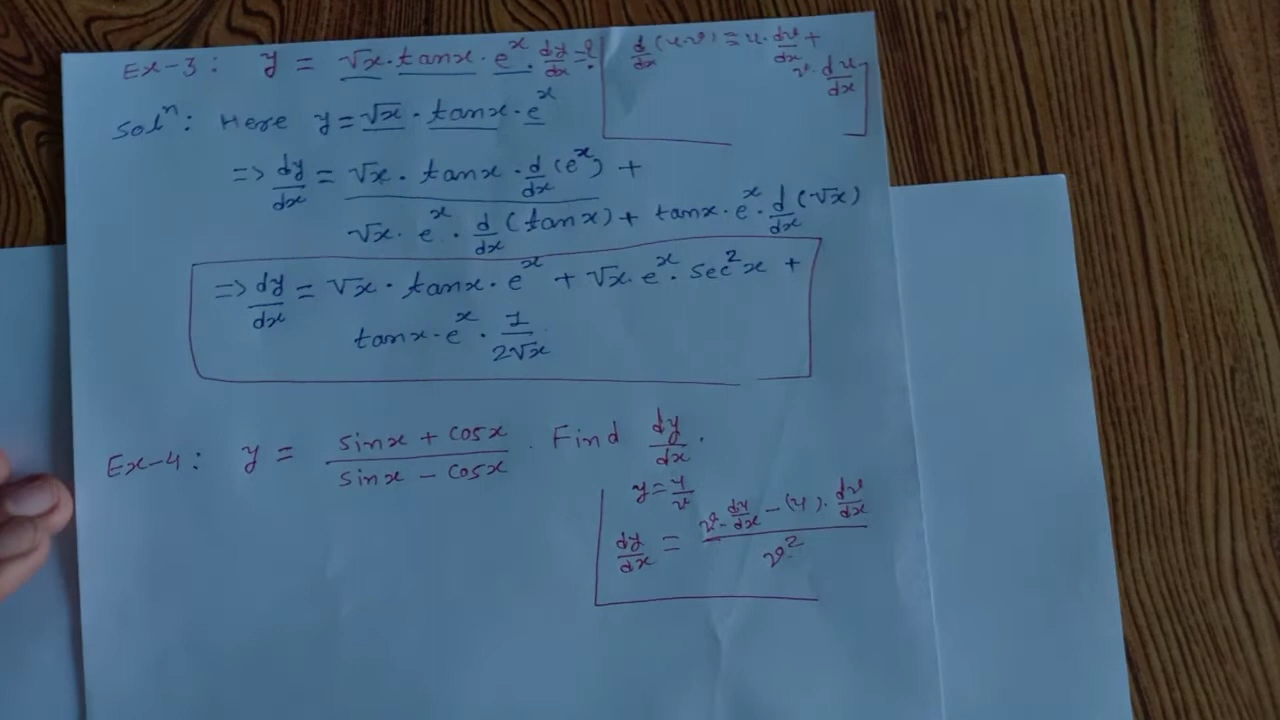 Ex-3: y = √x · tanx · e^x · dy/dx = ?
d/dx (u·v) = u · dv/dx +
v · du/dx
Solⁿ: Here y = √x · tanx · e^x
=> dy/dx = √x · tanx · d/dx (e^x) +
√x · e^x · d/dx (tanx) + tanx · e^x · d/dx (√x)
=> dy/dx = √x · tanx · e^x + √x · e^x · sec²x +
tanx · e^x · 1/2√x
Ex-4: y = sinx + cosx / sinx - cosx . Find dy/dx .
y = u/v
dy/dx = v · du/dx - (u) · dv/dx / v²